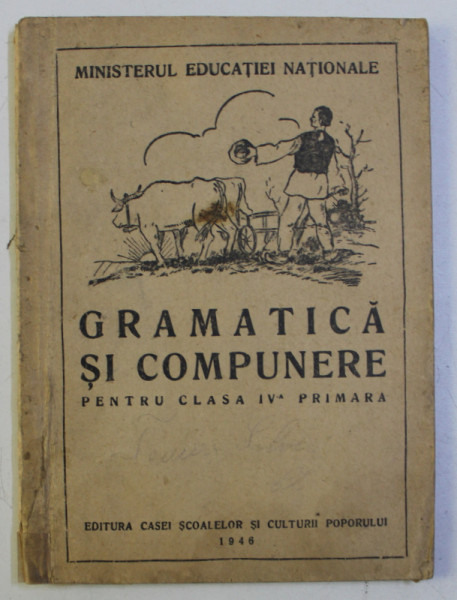 MINISTERUL EDUCAȚIEI NAȚIONALE
GRAMATICĂ
ȘI COMPUNERE
PENTRU CLASA IVᵃ PRIMARA
EDITURA CASEI ȘCOALELOR ȘI CULTURII POPORULUI
1946